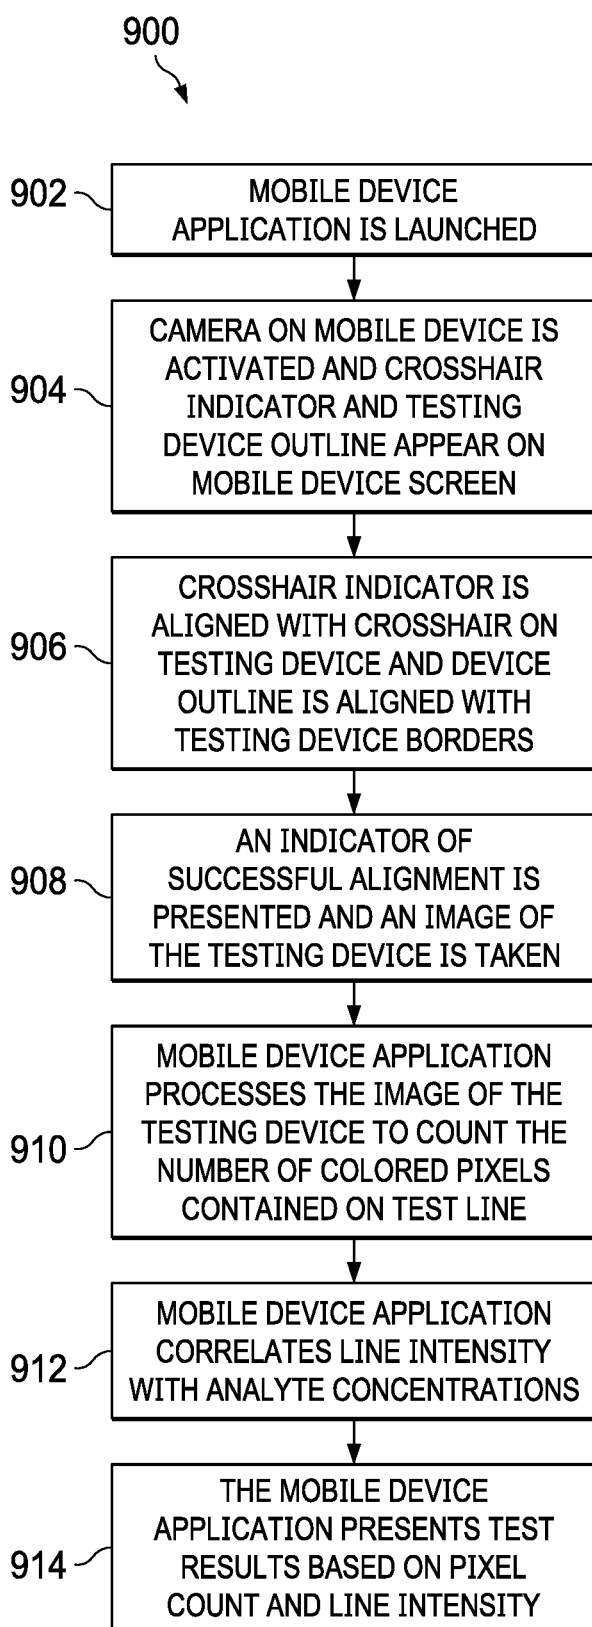 900
902
MOBILE DEVICE
APPLICATION IS LAUNCHED
904
CAMERA ON MOBILE DEVICE IS
ACTIVATED AND CROSSHAIR
INDICATOR AND TESTING
DEVICE OUTLINE APPEAR ON
MOBILE DEVICE SCREEN
906
CROSSHAIR INDICATOR IS
ALIGNED WITH CROSSHAIR ON
TESTING DEVICE AND DEVICE
OUTLINE IS ALIGNED WITH
TESTING DEVICE BORDERS
908
AN INDICATOR OF
SUCCESSFUL ALIGNMENT IS
PRESENTED AND AN IMAGE OF
THE TESTING DEVICE IS TAKEN
910
MOBILE DEVICE APPLICATION
PROCESSES THE IMAGE OF THE
TESTING DEVICE TO COUNT THE
NUMBER OF COLORED PIXELS
CONTAINED ON TEST LINE
912
MOBILE DEVICE APPLICATION
CORRELATES LINE INTENSITY
WITH ANALYTE CONCENTRATIONS
914
THE MOBILE DEVICE
APPLICATION PRESENTS TEST
RESULTS BASED ON PIXEL
COUNT AND LINE INTENSITY